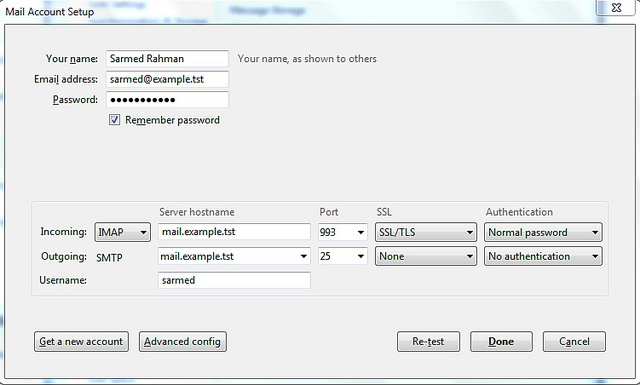 Message Storage
Mail Account Setup
Your name: Sarmed Rahman Your name, as shown to others
Email address: sarmed@example.tst
Password: ●●●●●●●●●●●
Remember password
Server hostname Port SSL Authentication
Incoming: IMAP mail.example.tst 993 SSL/TLS Normal password
Outgoing: SMTP mail.example.tst 25 None No authentication
Username: sarmed
Get a new account Advanced config Re-test Done Cancel